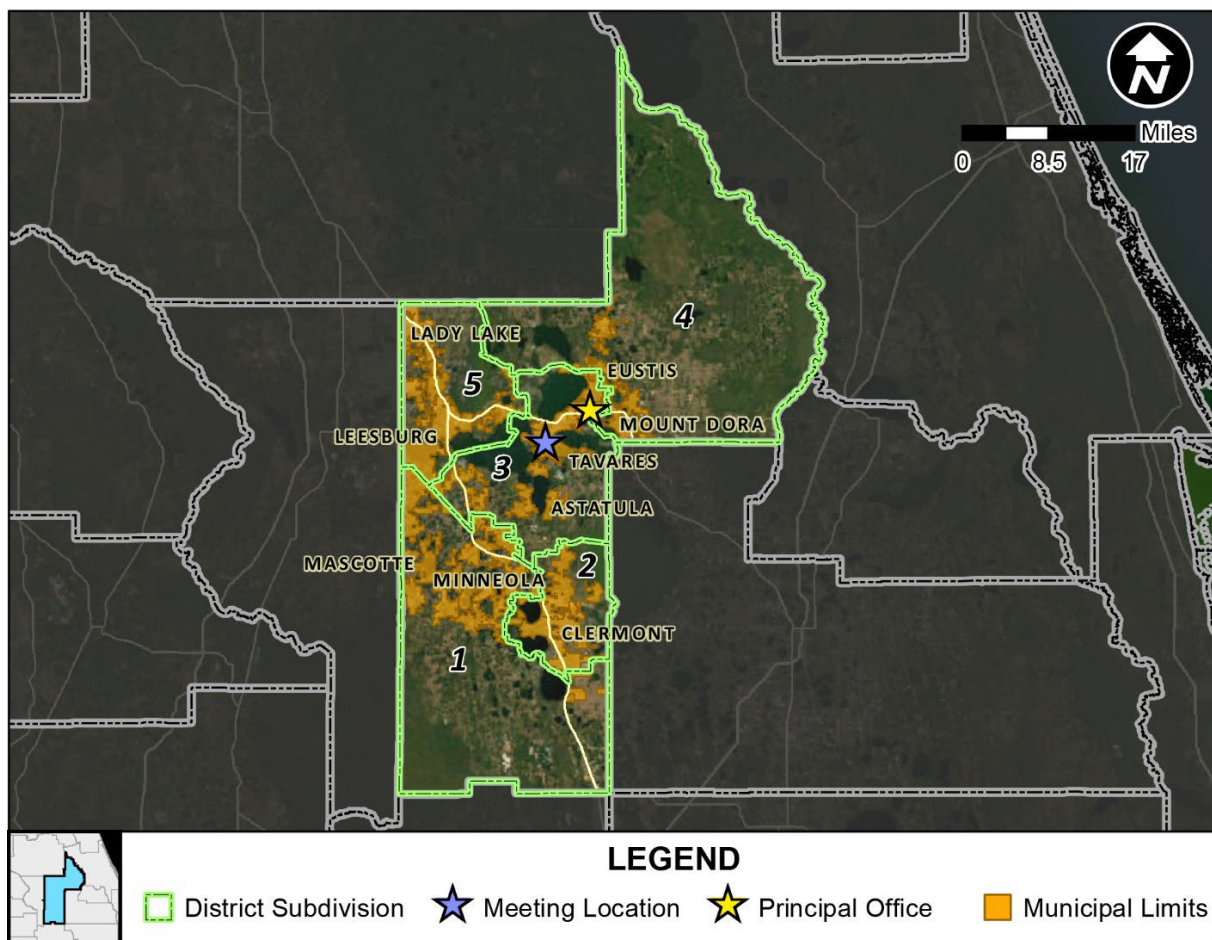 N
Miles
0 8.5 17
4
LADY LAKE
EUSTIS
5
MOUNT DORA
LEESBURG
TAVARES
3
ASTATULA
MASCOTTE
2
MINNEOLA
CLERMONT
1
LEGEND
District Subdivision Meeting Location Principal Office Municipal Limits